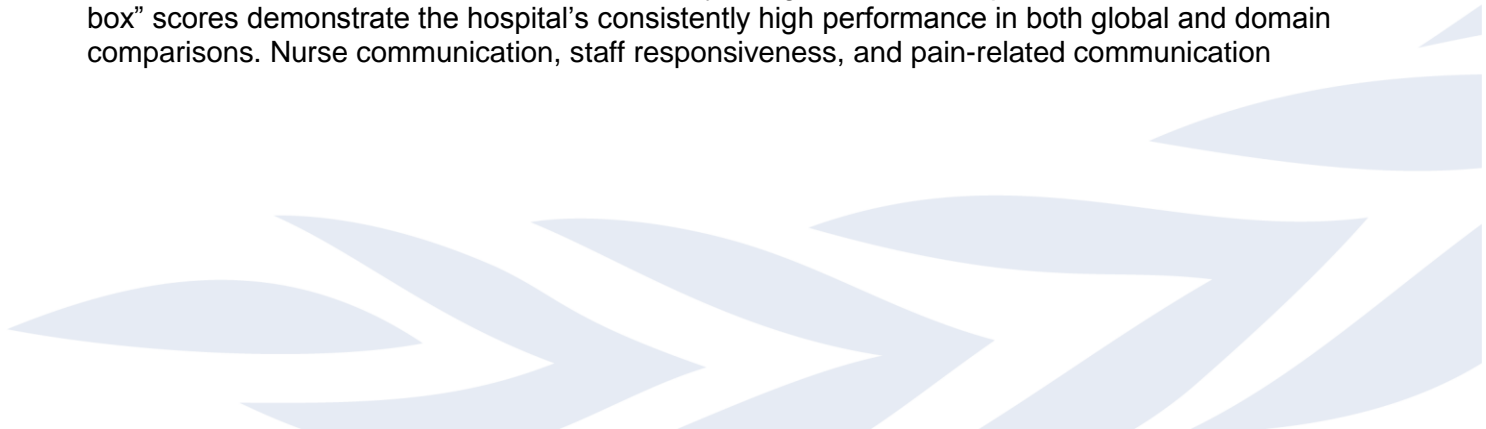 box” scores demonstrate the hospital’s consistently high performance in both global and domain
comparisons. Nurse communication, staff responsiveness, and pain-related communication